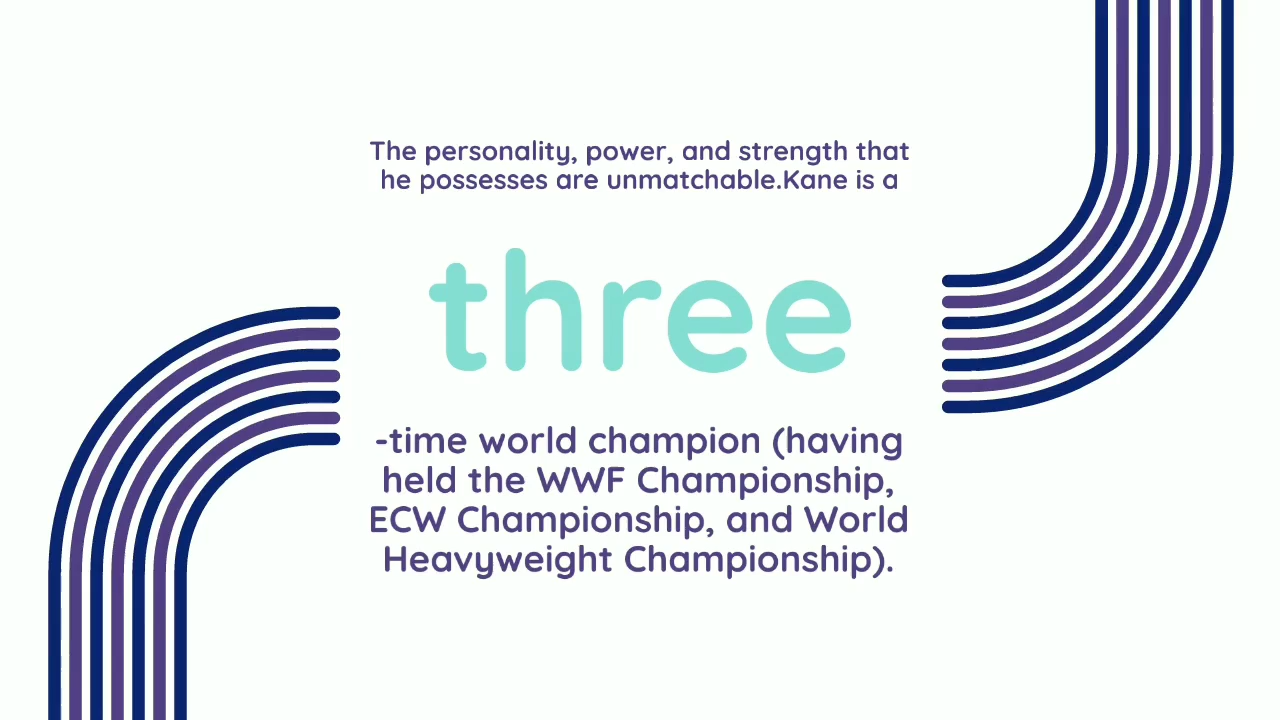 The personality, power, and strength that
he possesses are unmatchable.Kane is a
three
-time world champion (having
held the WWF Championship,
ECW Championship, and World
Heavyweight Championship).